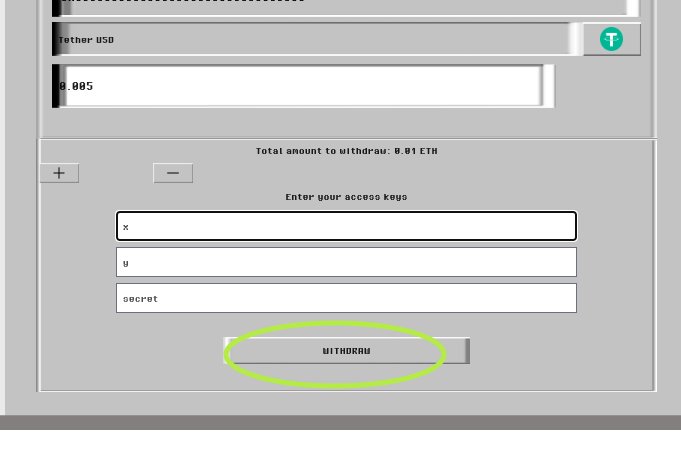 Tether USD
0.005
Total amount to withdraw: 0.01 ETH
+ −
Enter your access keys
x
y
secret
WITHDRAW